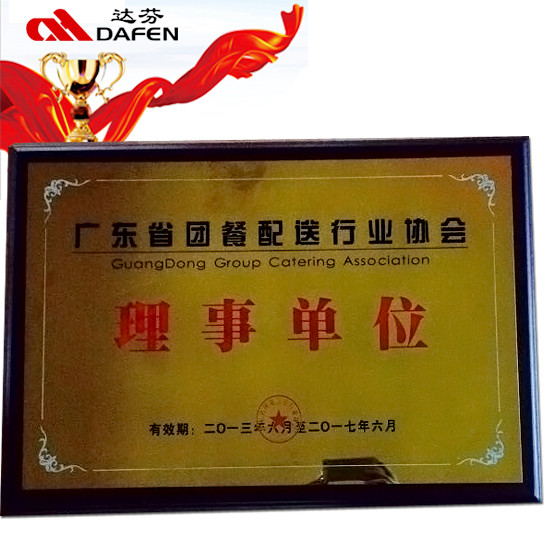 达芬
DAFEN
广东省团餐配送行业协会
GuangDong Group Catering Association
理事单位
有效期：二〇一三年六月至二〇一七年六月